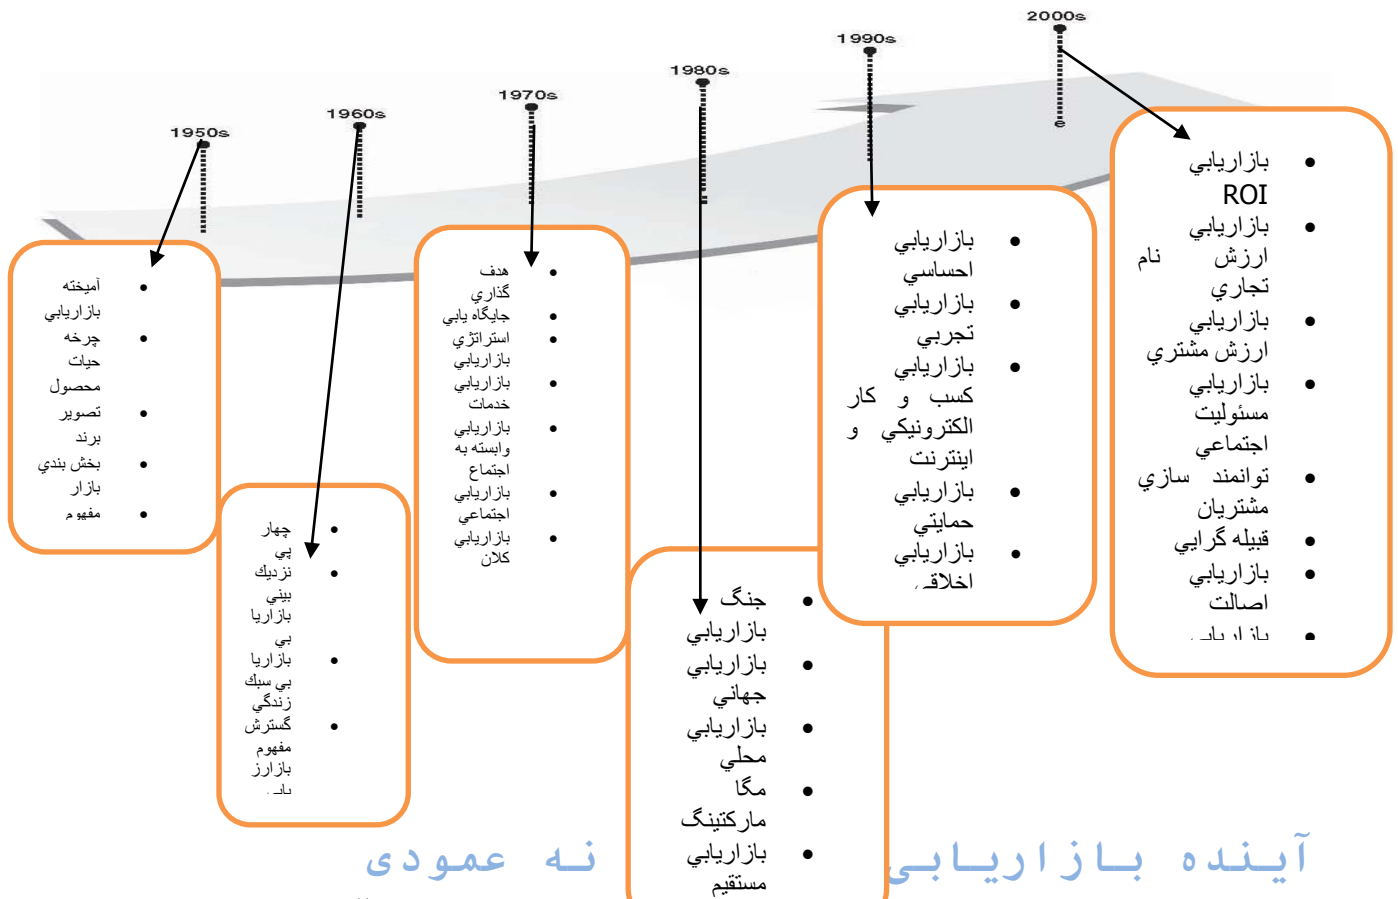 1950s
1960s
1970s
1980s
1990s
2000s
آميخته
بازاريابي
چرخه
حيات
محصول
تصوير
برند
بخش بندي
بازار
مفهوم
چهار
پي
نزديك
بيني
بازاريا
بي
بازاريا
بي سبك
زندگي
گسترش
مفهوم
بازارز
يابي
هدف
گذاري
جايگاه يابي
استراتژي
بازاريابي
بازاريابي
خدمات
بازاريابي
وابسته به
اجتماع
بازاريابي
اجتماعي
بازاريابي
كلان
جنگ
بازاريابي
بازاريابي
جهاني
بازاريابي
محلي
مگا
ماركتينگ
بازاريابي
مستقيم
بازاريابي
احساسي
بازاريابي
تجربي
بازاريابي
كسب و كار
الكترونيكي و
اينترنت
بازاريابي
حمايتي
بازاريابي
اخلاقي
e
بازاريابي
ROI
بازاريابي
ارزش نام
تجاري
بازاريابي
ارزش مشتري
بازاريابي
مسئوليت
اجتماعي
توانمند سازي
مشتريان
قبيله گرايي
بازاريابي
اصالت
بازاريابي
آینده بازاریابی نه عمودی